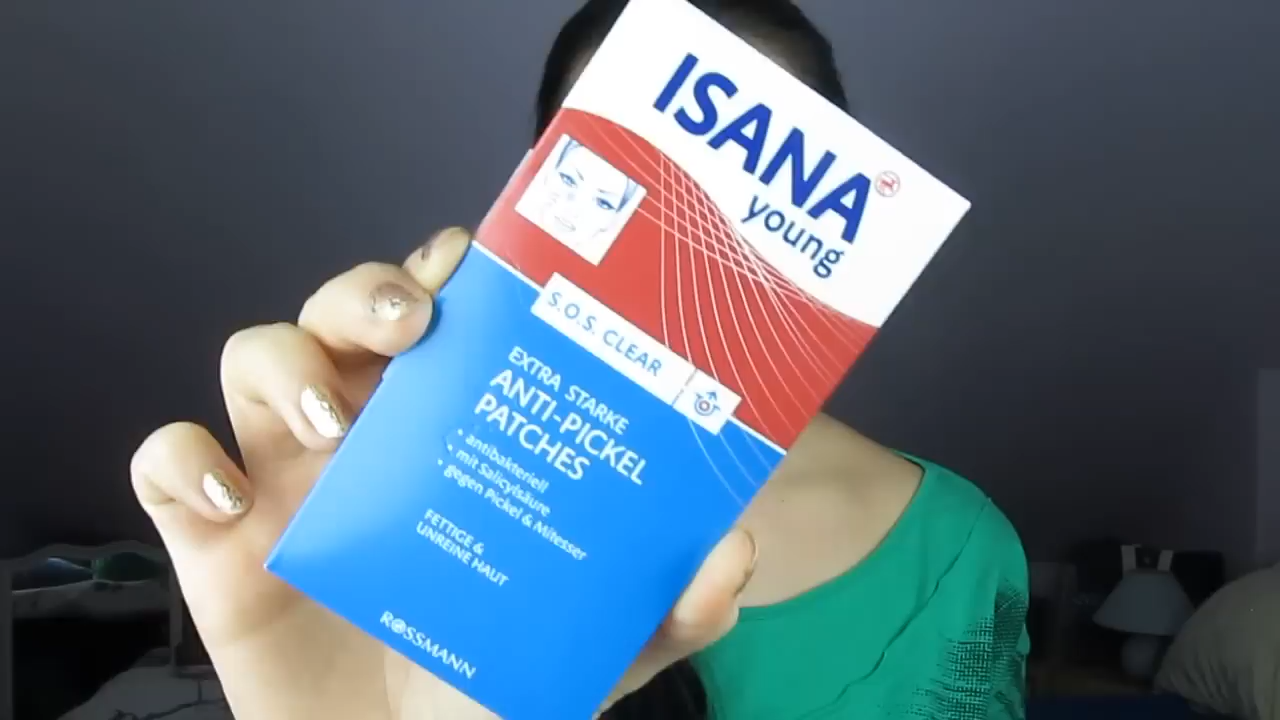 ISANA
young
S.O.S. CLEAR
EXTRA STARKE
ANTI-PICKEL
PATCHES
• antibakteriell
• mit Salicylsäure
• gegen Pickel & Mitesser
FETTIGE &
UNREINE HAUT
ROSSMANN